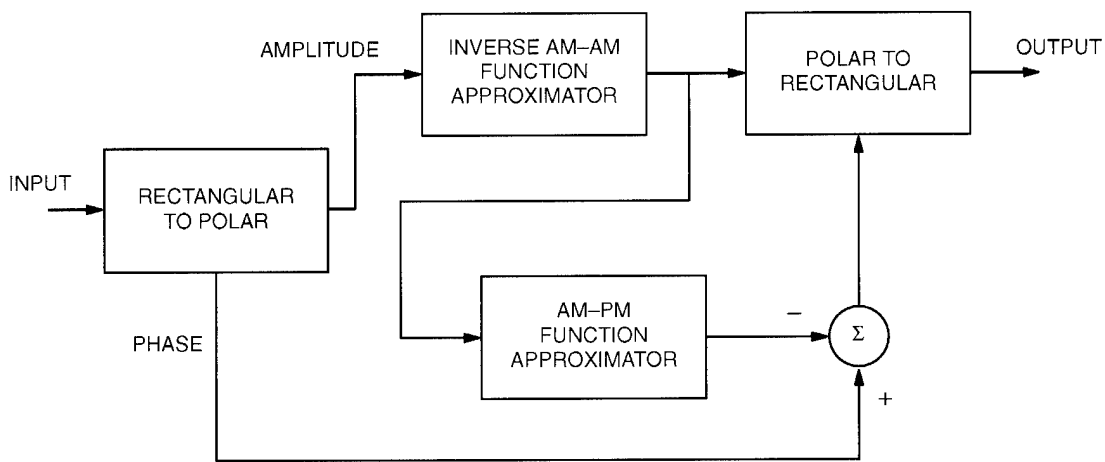 AMPLITUDE
INVERSE AM–AM
FUNCTION
APPROXIMATOR
POLAR TO
RECTANGULAR
OUTPUT
INPUT
RECTANGULAR
TO POLAR
PHASE
AM–PM
FUNCTION
APPROXIMATOR
–
Σ
+